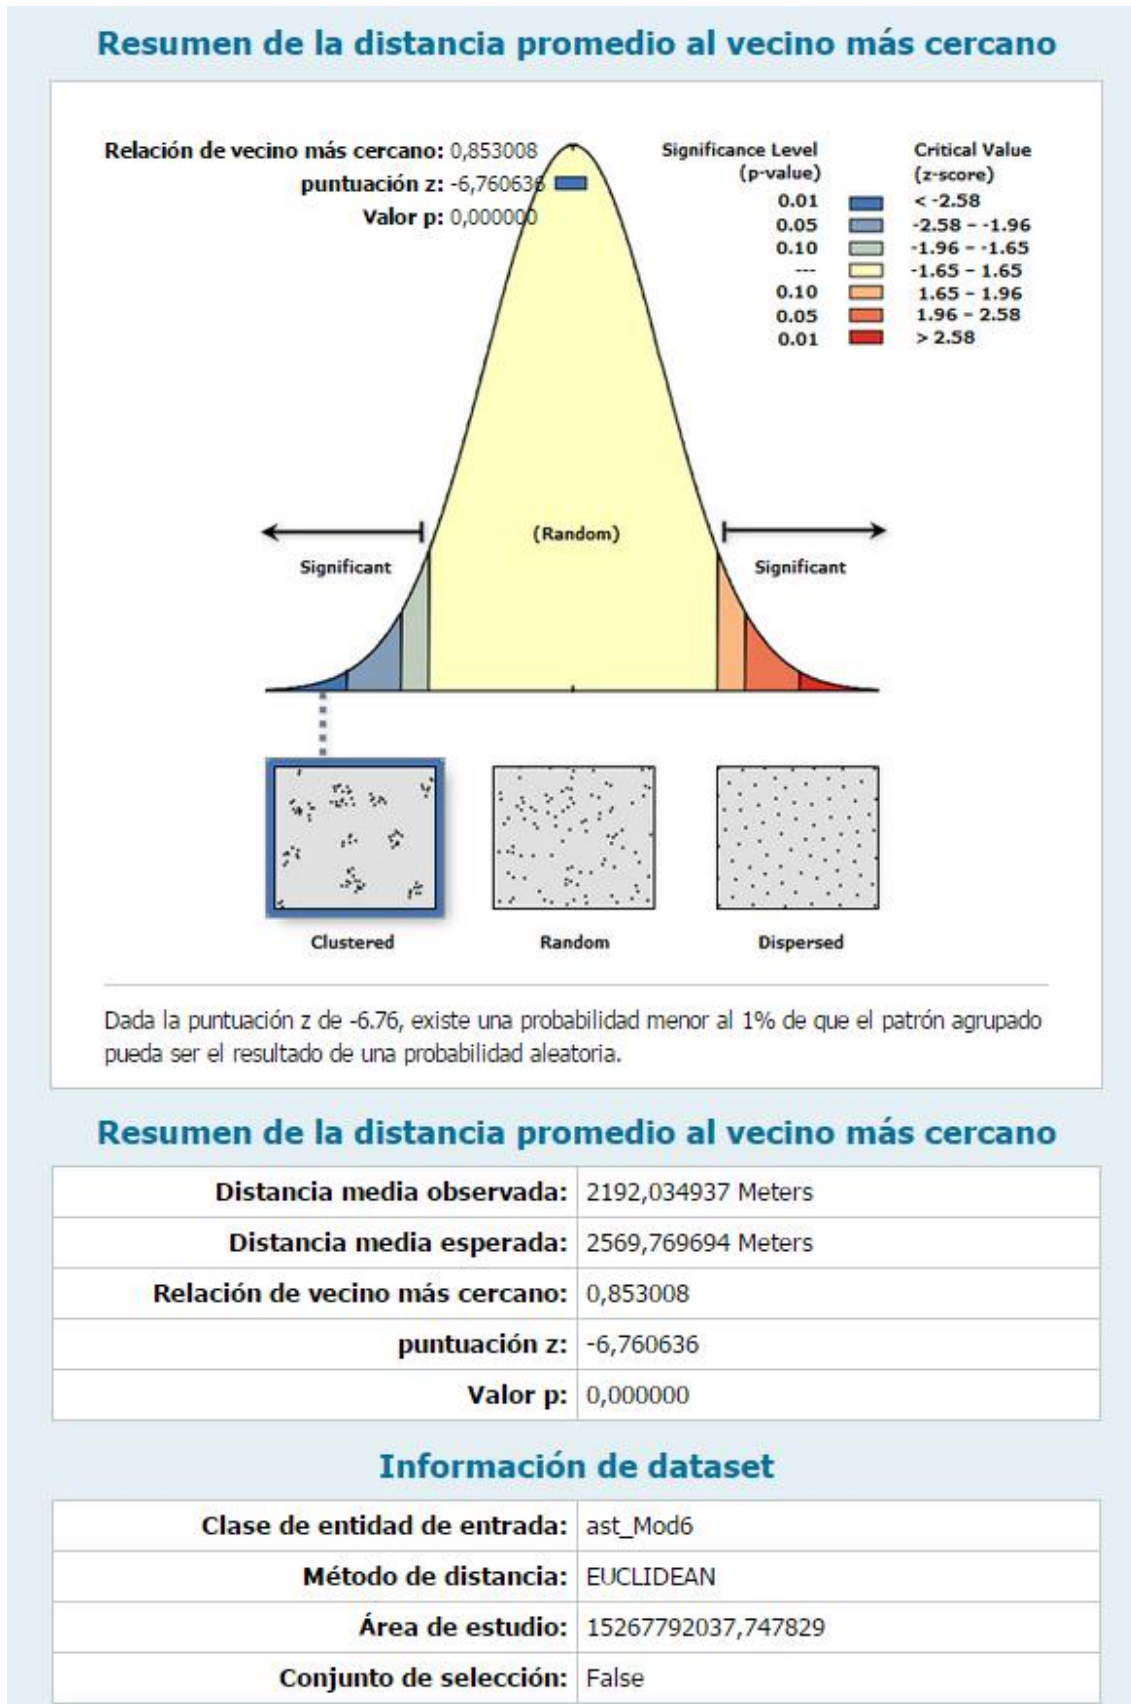 Resumen de la distancia promedio al vecino más cercano
Relación de vecino más cercano: 0,853008
puntuación z: -6,760636
Valor p: 0,000000
Significance Level
(p-value)
Critical Value
(z-score)
0.01 < -2.58
0.05 -2.58 - -1.96
0.10 -1.96 - -1.65
--- -1.65 - 1.65
0.10 1.65 - 1.96
0.05 1.96 - 2.58
0.01 > 2.58
(Random)
Significant
Significant
Clustered
Random
Dispersed
Dada la puntuación z de -6.76, existe una probabilidad menor al 1% de que el patrón agrupado
pueda ser el resultado de una probabilidad aleatoria.
Resumen de la distancia promedio al vecino más cercano
Distancia media observada: 2192,034937 Meters
Distancia media esperada: 2569,769694 Meters
Relación de vecino más cercano: 0,853008
puntuación z: -6,760636
Valor p: 0,000000
Información de dataset
Clase de entidad de entrada: ast_Mod6
Método de distancia: EUCLIDEAN
Área de estudio: 15267792037,747829
Conjunto de selección: False